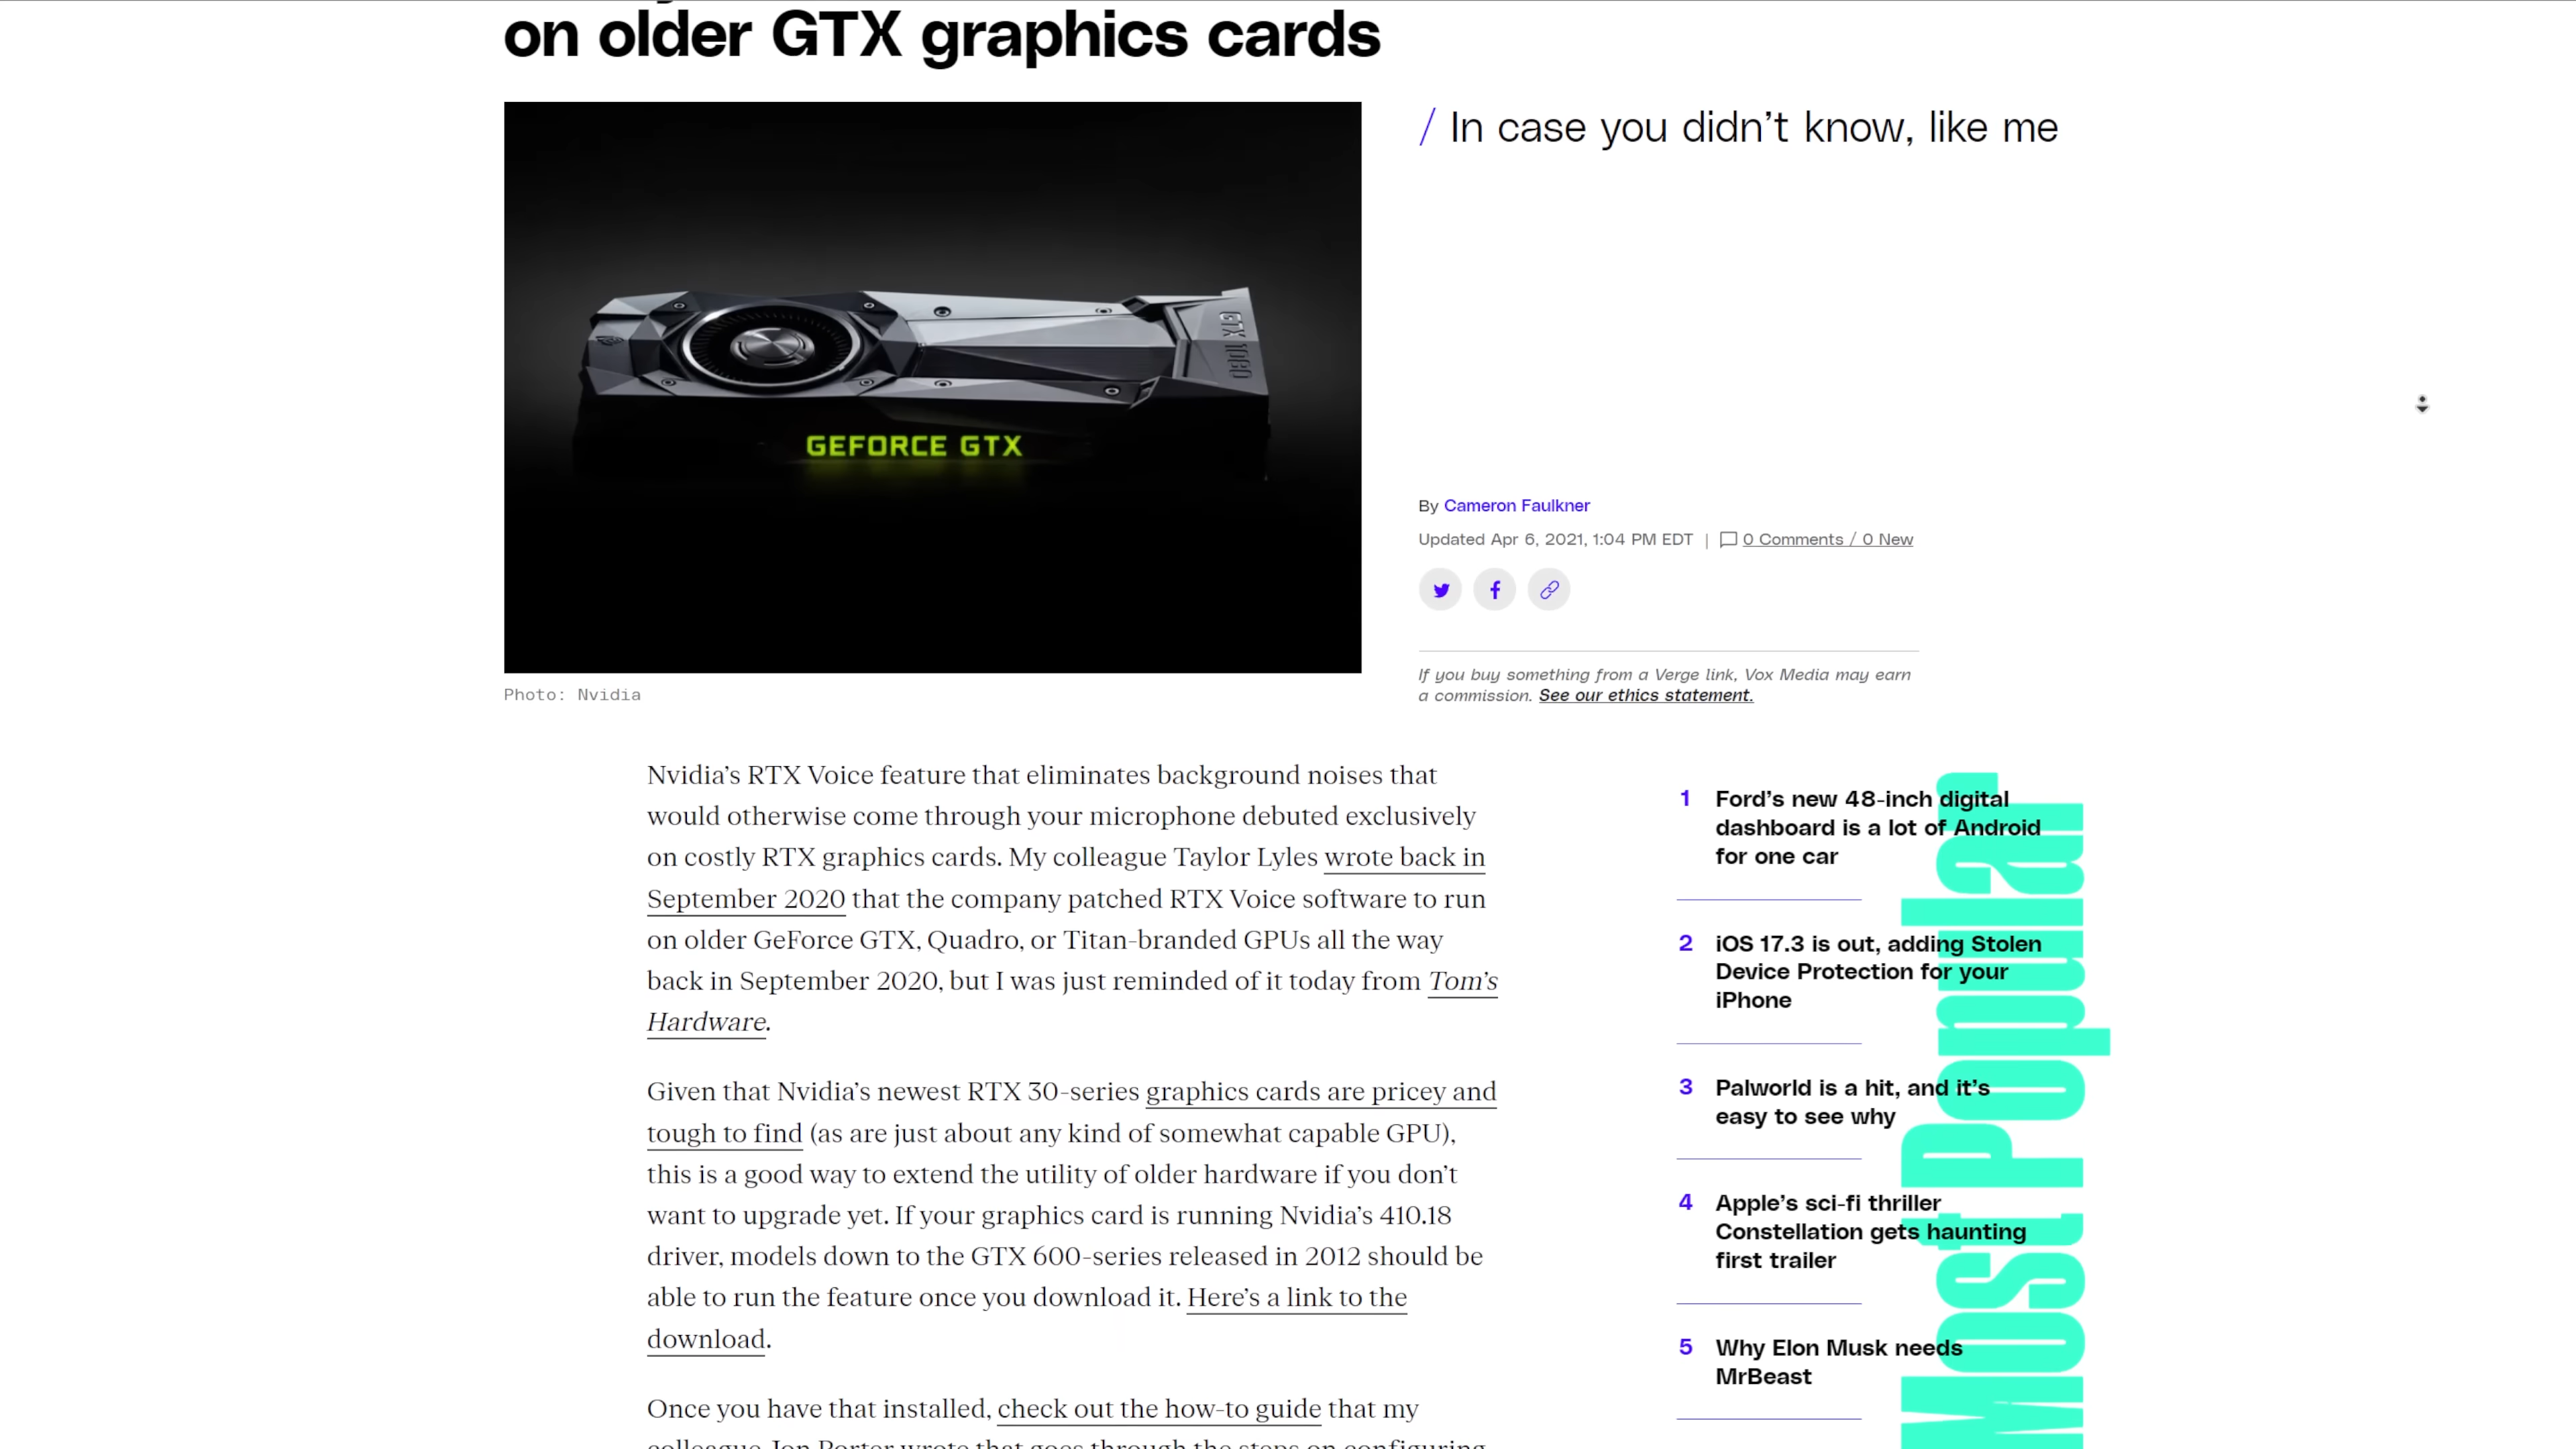 on older GTX graphics cards
/ In case you didn’t know, like me
GTX 1080
GEFORCE GTX
By Cameron Faulkner
Updated Apr 6, 2021, 1:04 PM EDT | 0 Comments / 0 New
If you buy something from a Verge link, Vox Media may earn
a commission. See our ethics statement.
Photo: Nvidia
Nvidia’s RTX Voice feature that eliminates background noises that
would otherwise come through your microphone debuted exclusively
on costly RTX graphics cards. My colleague Taylor Lyles wrote back in
September 2020 that the company patched RTX Voice software to run
on older GeForce GTX, Quadro, or Titan-branded GPUs all the way
back in September 2020, but I was just reminded of it today from Tom’s
Hardware.
Given that Nvidia’s newest RTX 30-series graphics cards are pricey and
tough to find (as are just about any kind of somewhat capable GPU),
this is a good way to extend the utility of older hardware if you don’t
want to upgrade yet. If your graphics card is running Nvidia’s 410.18
driver, models down to the GTX 600-series released in 2012 should be
able to run the feature once you download it. Here’s a link to the
download.
Once you have that installed, check out the how-to guide that my
colleague Jon Porter wrote that goes through the steps on configuring
Most Popular
1 Ford’s new 48-inch digital
dashboard is a lot of Android
for one car
2 iOS 17.3 is out, adding Stolen
Device Protection for your
iPhone
3 Palworld is a hit, and it’s
easy to see why
4 Apple’s sci-fi thriller
Constellation gets haunting
first trailer
5 Why Elon Musk needs
MrBeast